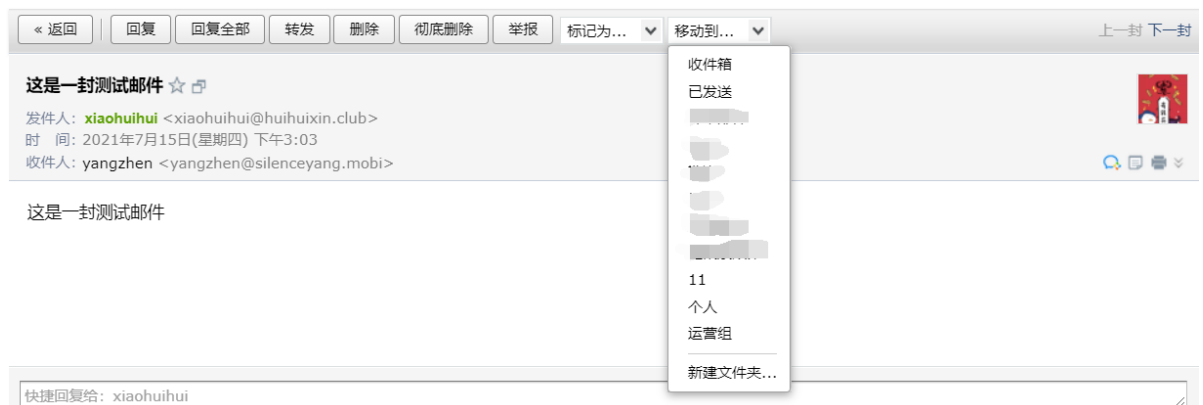 « 返回 回复 回复全部 转发 删除 彻底删除 举报 标记为... 移动到... 上一封 下一封
收件箱
已发送
11
个人
运营组
新建文件夹...
这是一封测试邮件
发件人: xiaohuihui <xiaohuihui@huihuixin.club>
时 间: 2021年7月15日(星期四) 下午3:03
收件人: yangzhen <yangzhen@silenceyang.mobi>
这是一封测试邮件
快捷回复给: xiaohuihui